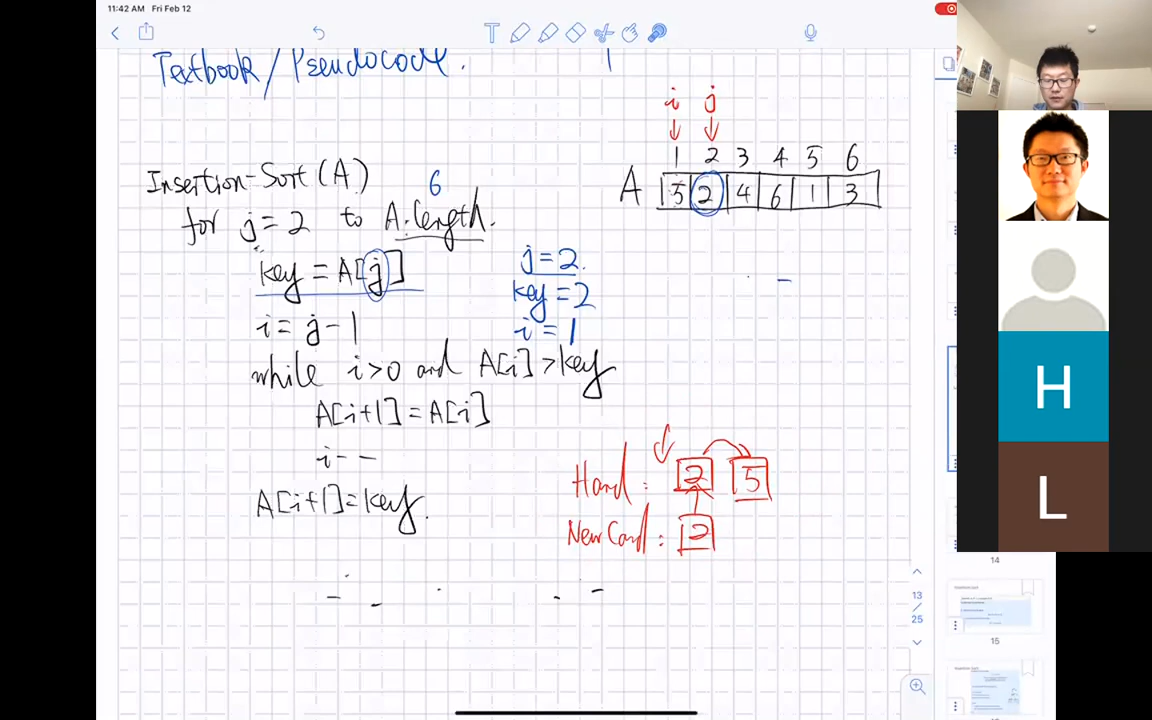 11:42 AM Fri Feb 12
Textbook / Pseudocode.
i j
1 2 3 4 5 6
A 5 2 4 6 1 3
Insertion-Sort (A)
6
for j = 2 to A.length.
key = A[j]
i = j - 1
while i > 0 and A[i] > key
A[i+1] = A[i]
i--
A[i+1] = key.
j = 2.
key = 2
i = 1
Hand: 2 5
New Card: 2
H
L
14
13
/
25
15